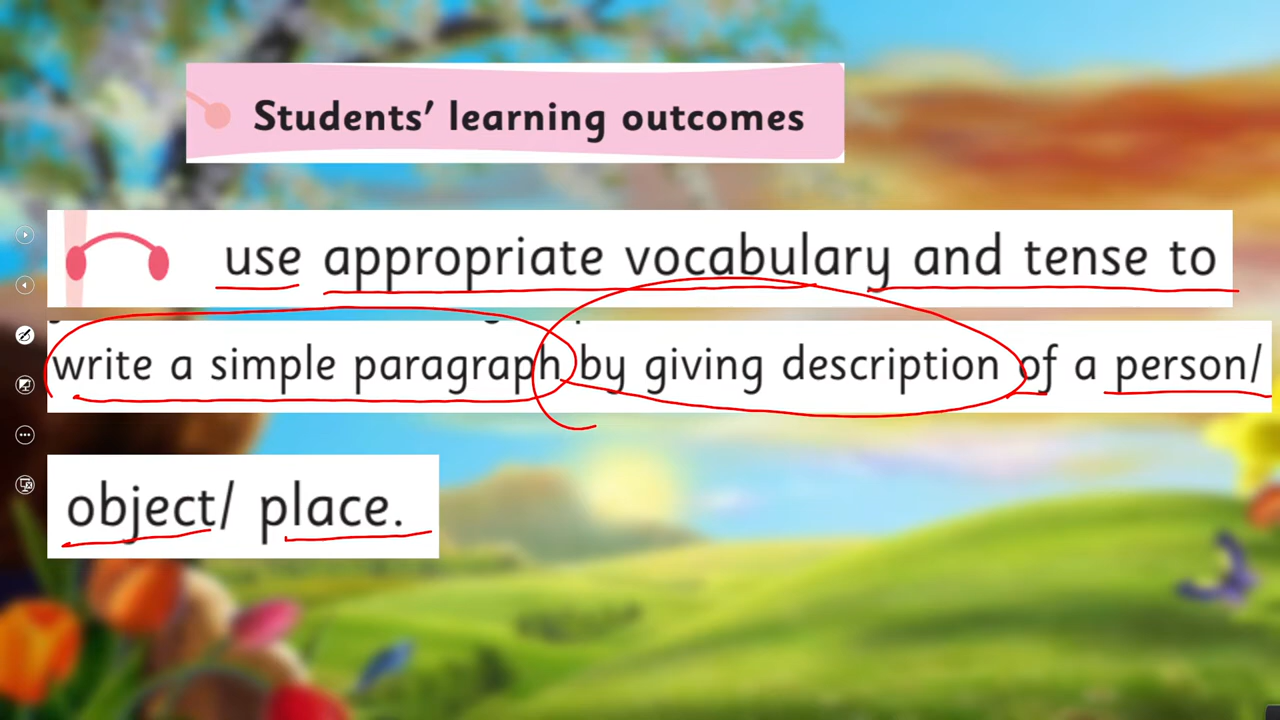 Students' learning outcomes
use appropriate vocabulary and tense to
write a simple paragraph by giving description of a person/
object/ place.